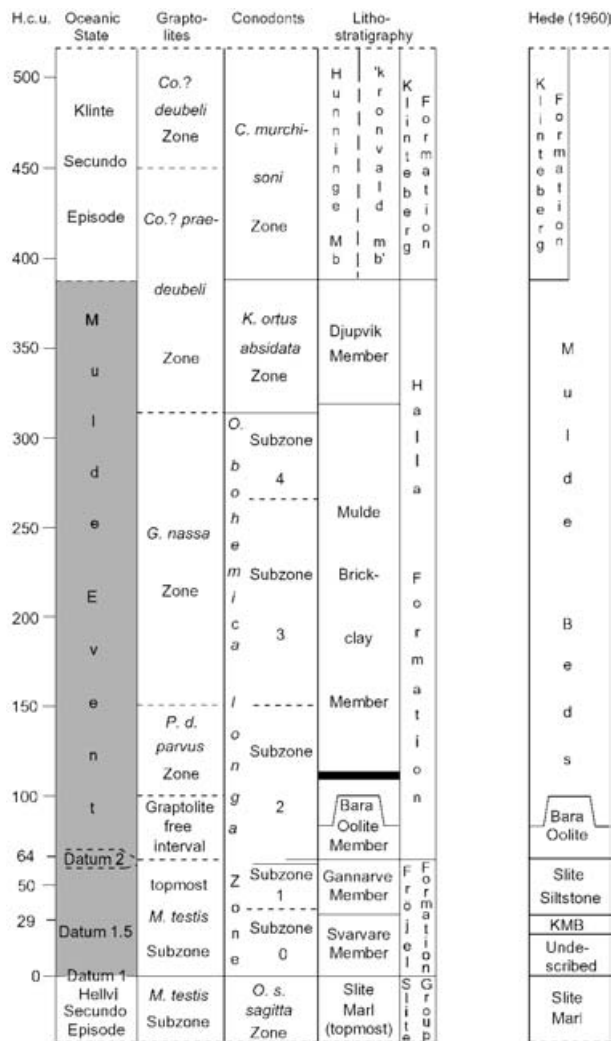 H.c.u.
500
450
400
350
300
250
200
150
100
64
50
29
0
Oceanic
State
Klinte
Secundo
Episode
Mulde Event
Datum 2
Datum 1.5
Datum 1
Hellvi
Secundo
Episode
Grapto-
lites
Co.?
deubeli
Zone
Co.? prae-
deubeli
Zone
G. nassa
Zone
P. d.
parvus
Zone
Graptolite
free
interval
topmost
M. testis
Subzone
M. testis
Subzone
Conodonts
C. murchi-
soni
Zone
K. ortus
absidata
Zone
O. bohemica longa Zone
Subzone
4
Subzone
3
Subzone
2
Subzone
1
Subzone
0
O. s.
sagitta
Zone
Litho-
stratigraphy
Hunninge Mb
'kronvald mb'
Klinteberg
Formation
Djupvik
Member
Mulde
Brick-
clay
Member
Bara
Oolite
Member
Halla Formation
Gannarve
Member
Svarvare
Member
Fröjel
Formation
Slite
Marl
(topmost)
Slite
Group
Hede (1960)
Klinteberg
Formation
Mulde Beds
Bara
Oolite
Slite
Siltstone
KMB
Unde-
scribed
Slite
Marl